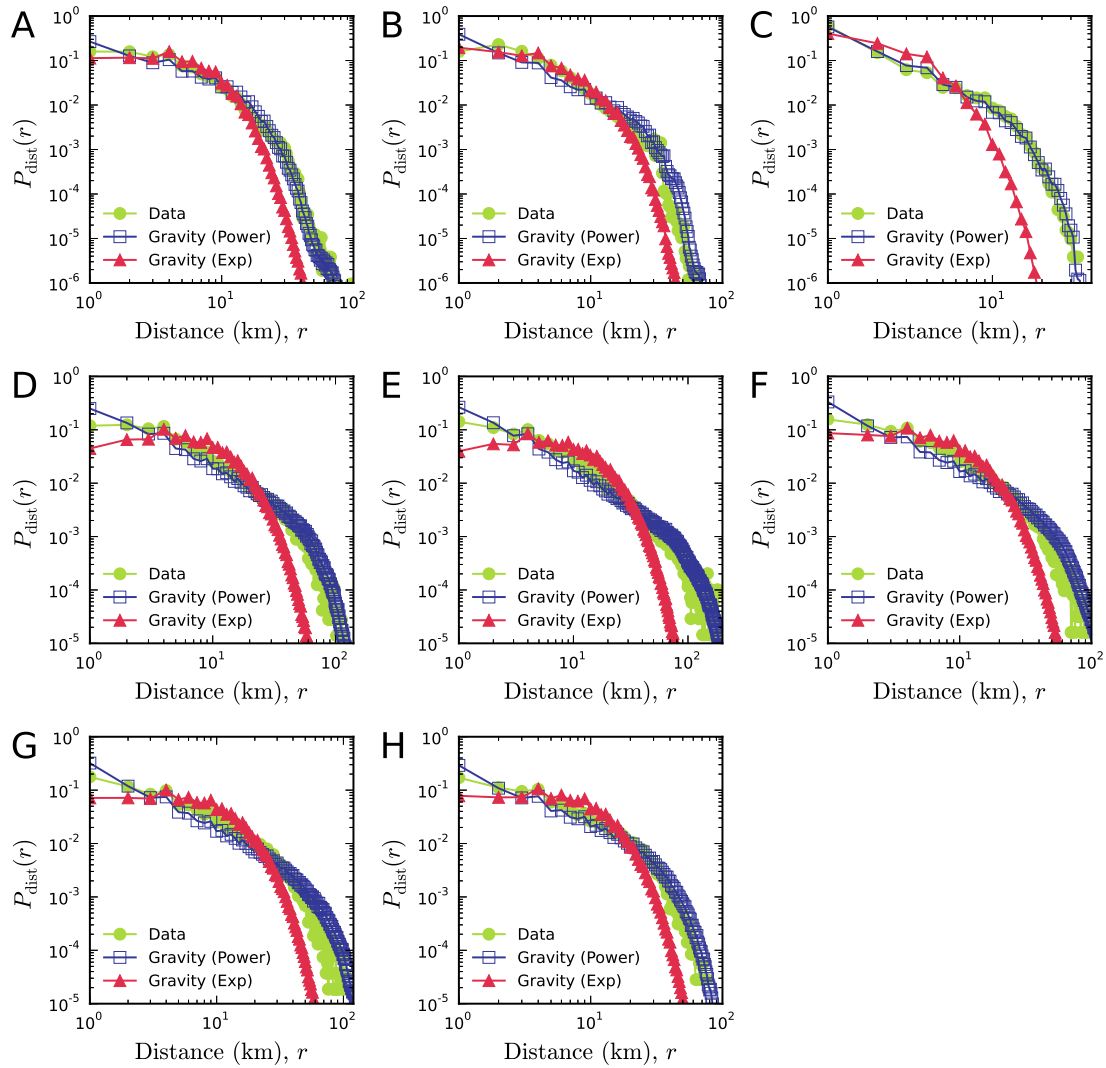 A
10^0
10^-1
10^-2
10^-3
10^-4
10^-5
10^-6
P_dist(r)
Data
Gravity (Power)
Gravity (Exp)
10^0 10^1 10^2
Distance (km), r
B
10^0
10^-1
10^-2
10^-3
10^-4
10^-5
10^-6
P_dist(r)
Data
Gravity (Power)
Gravity (Exp)
10^0 10^1 10^2
Distance (km), r
C
10^0
10^-1
10^-2
10^-3
10^-4
10^-5
10^-6
P_dist(r)
Data
Gravity (Power)
Gravity (Exp)
10^0 10^1
Distance (km), r
D
10^0
10^-1
10^-2
10^-3
10^-4
10^-5
P_dist(r)
Data
Gravity (Power)
Gravity (Exp)
10^0 10^1 10^2
Distance (km), r
E
10^0
10^-1
10^-2
10^-3
10^-4
10^-5
P_dist(r)
Data
Gravity (Power)
Gravity (Exp)
10^0 10^1 10^2
Distance (km), r
F
10^0
10^-1
10^-2
10^-3
10^-4
10^-5
P_dist(r)
Data
Gravity (Power)
Gravity (Exp)
10^0 10^1 10^2
Distance (km), r
G
10^0
10^-1
10^-2
10^-3
10^-4
10^-5
P_dist(r)
Data
Gravity (Power)
Gravity (Exp)
10^0 10^1 10^2
Distance (km), r
H
10^0
10^-1
10^-2
10^-3
10^-4
10^-5
P_dist(r)
Data
Gravity (Power)
Gravity (Exp)
10^0 10^1 10^2
Distance (km), r